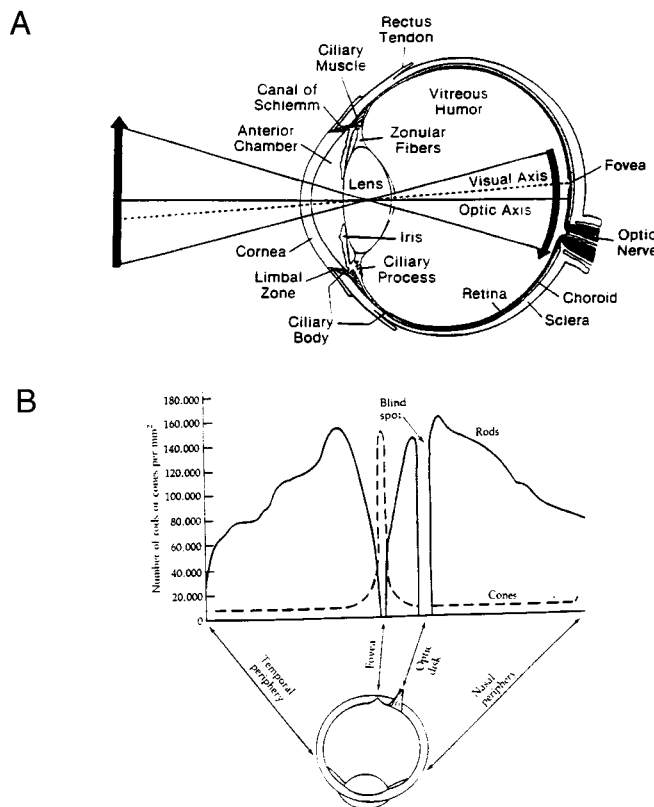 A
Rectus
Tendon
Ciliary
Muscle
Canal of
Schlemm
Vitreous
Humor
Anterior
Chamber
Zonular
Fibers
Fovea
Lens
Visual Axis
Optic Axis
Iris
Optic
Nerve
Cornea
Ciliary
Process
Limbal
Zone
Retina
Choroid
Sclera
Ciliary
Body
B
Number of rods or cones per mm²
180.000
160.000
140.000
120.000
100.000
80.000
60.000
40.000
20.000
0
Blind
spot
Rods
Cones
Temporal
periphery
Fovea
Optic
disk
Nasal
periphery